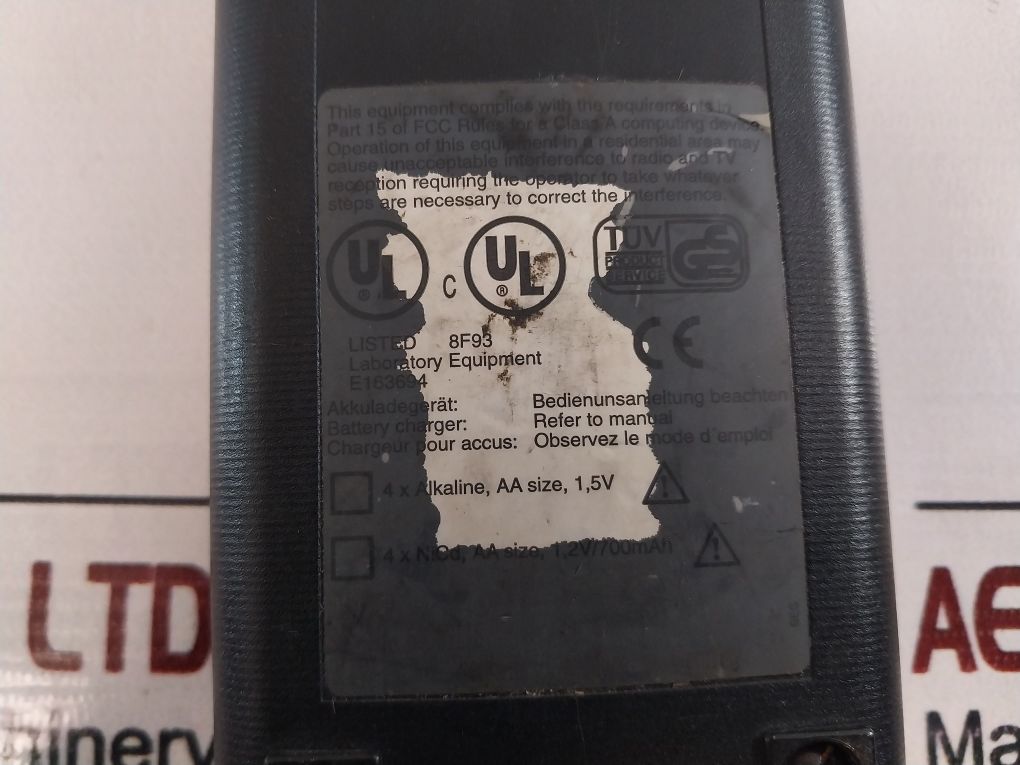 This equipment complies with the requirements in
Part 15 of FCC Rules for a Class A computing device.
Operation of this equipment in a residential area may
cause unacceptable interference to radio and TV
reception requiring the operator to take whatever
steps are necessary to correct the interference.
UL ® C UL ® TÜV
PRODUCT
SERVICE GS
CE
LISTED 8F93
Laboratory Equipment
E163694
Akkuladegerät: Bedienunsanleitung beachten
Battery charger: Refer to manual
Chargeur pour accus: Observez le mode d´emploi
4 x Alkaline, AA size, 1,5V
4 x NiCd, AA size, 1,2V/700mAh
LTD
AE
inery
Ma